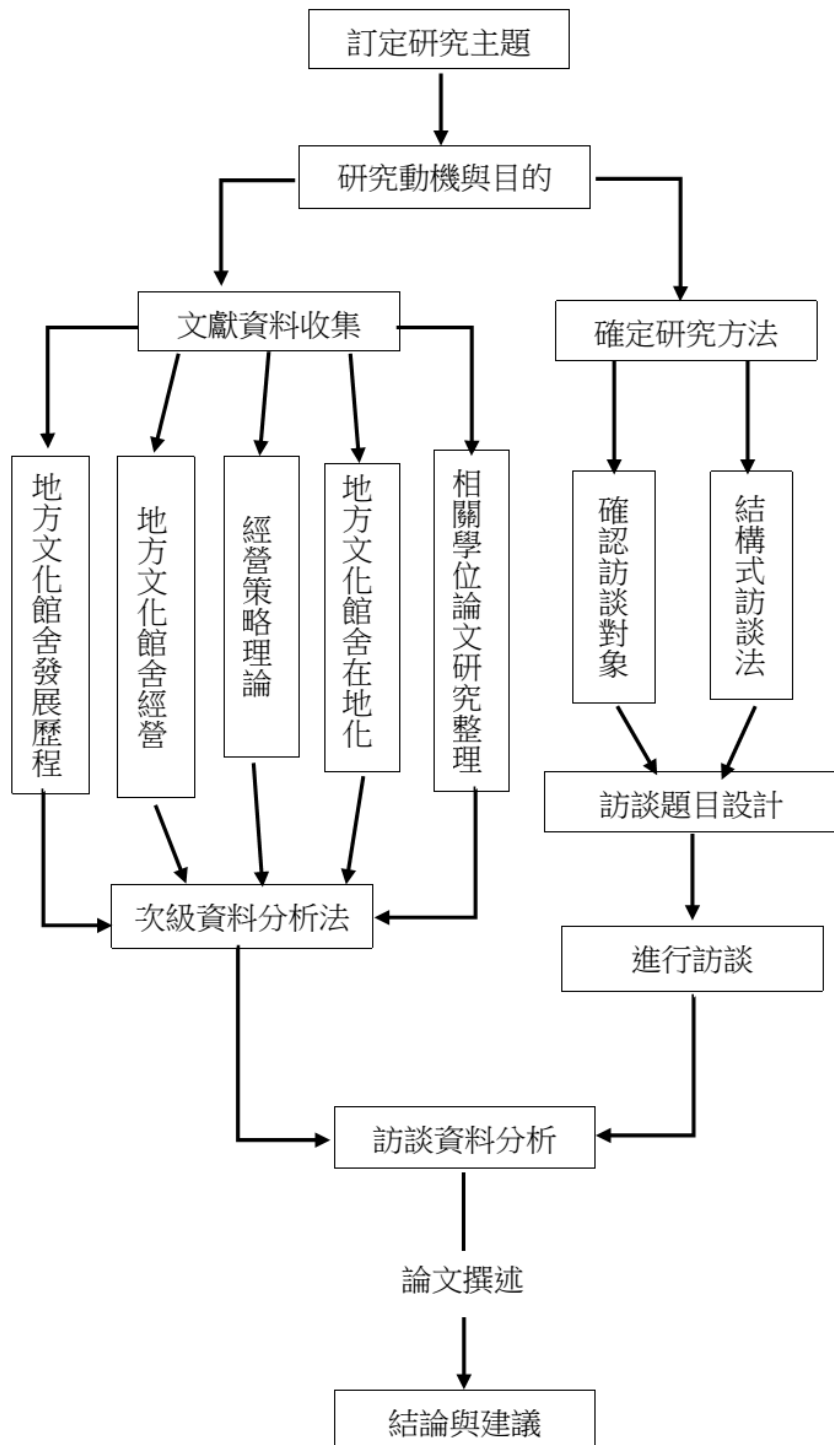 訂定研究主題
研究動機與目的
文獻資料收集
確定研究方法
地方文化館舍發展歷程
地方文化館舍經營
經營策略理論
地方文化館舍在地化
相關學位論文研究整理
確認訪談對象
結構式訪談法
訪談題目設計
次級資料分析法
進行訪談
訪談資料分析
論文撰述
結論與建議